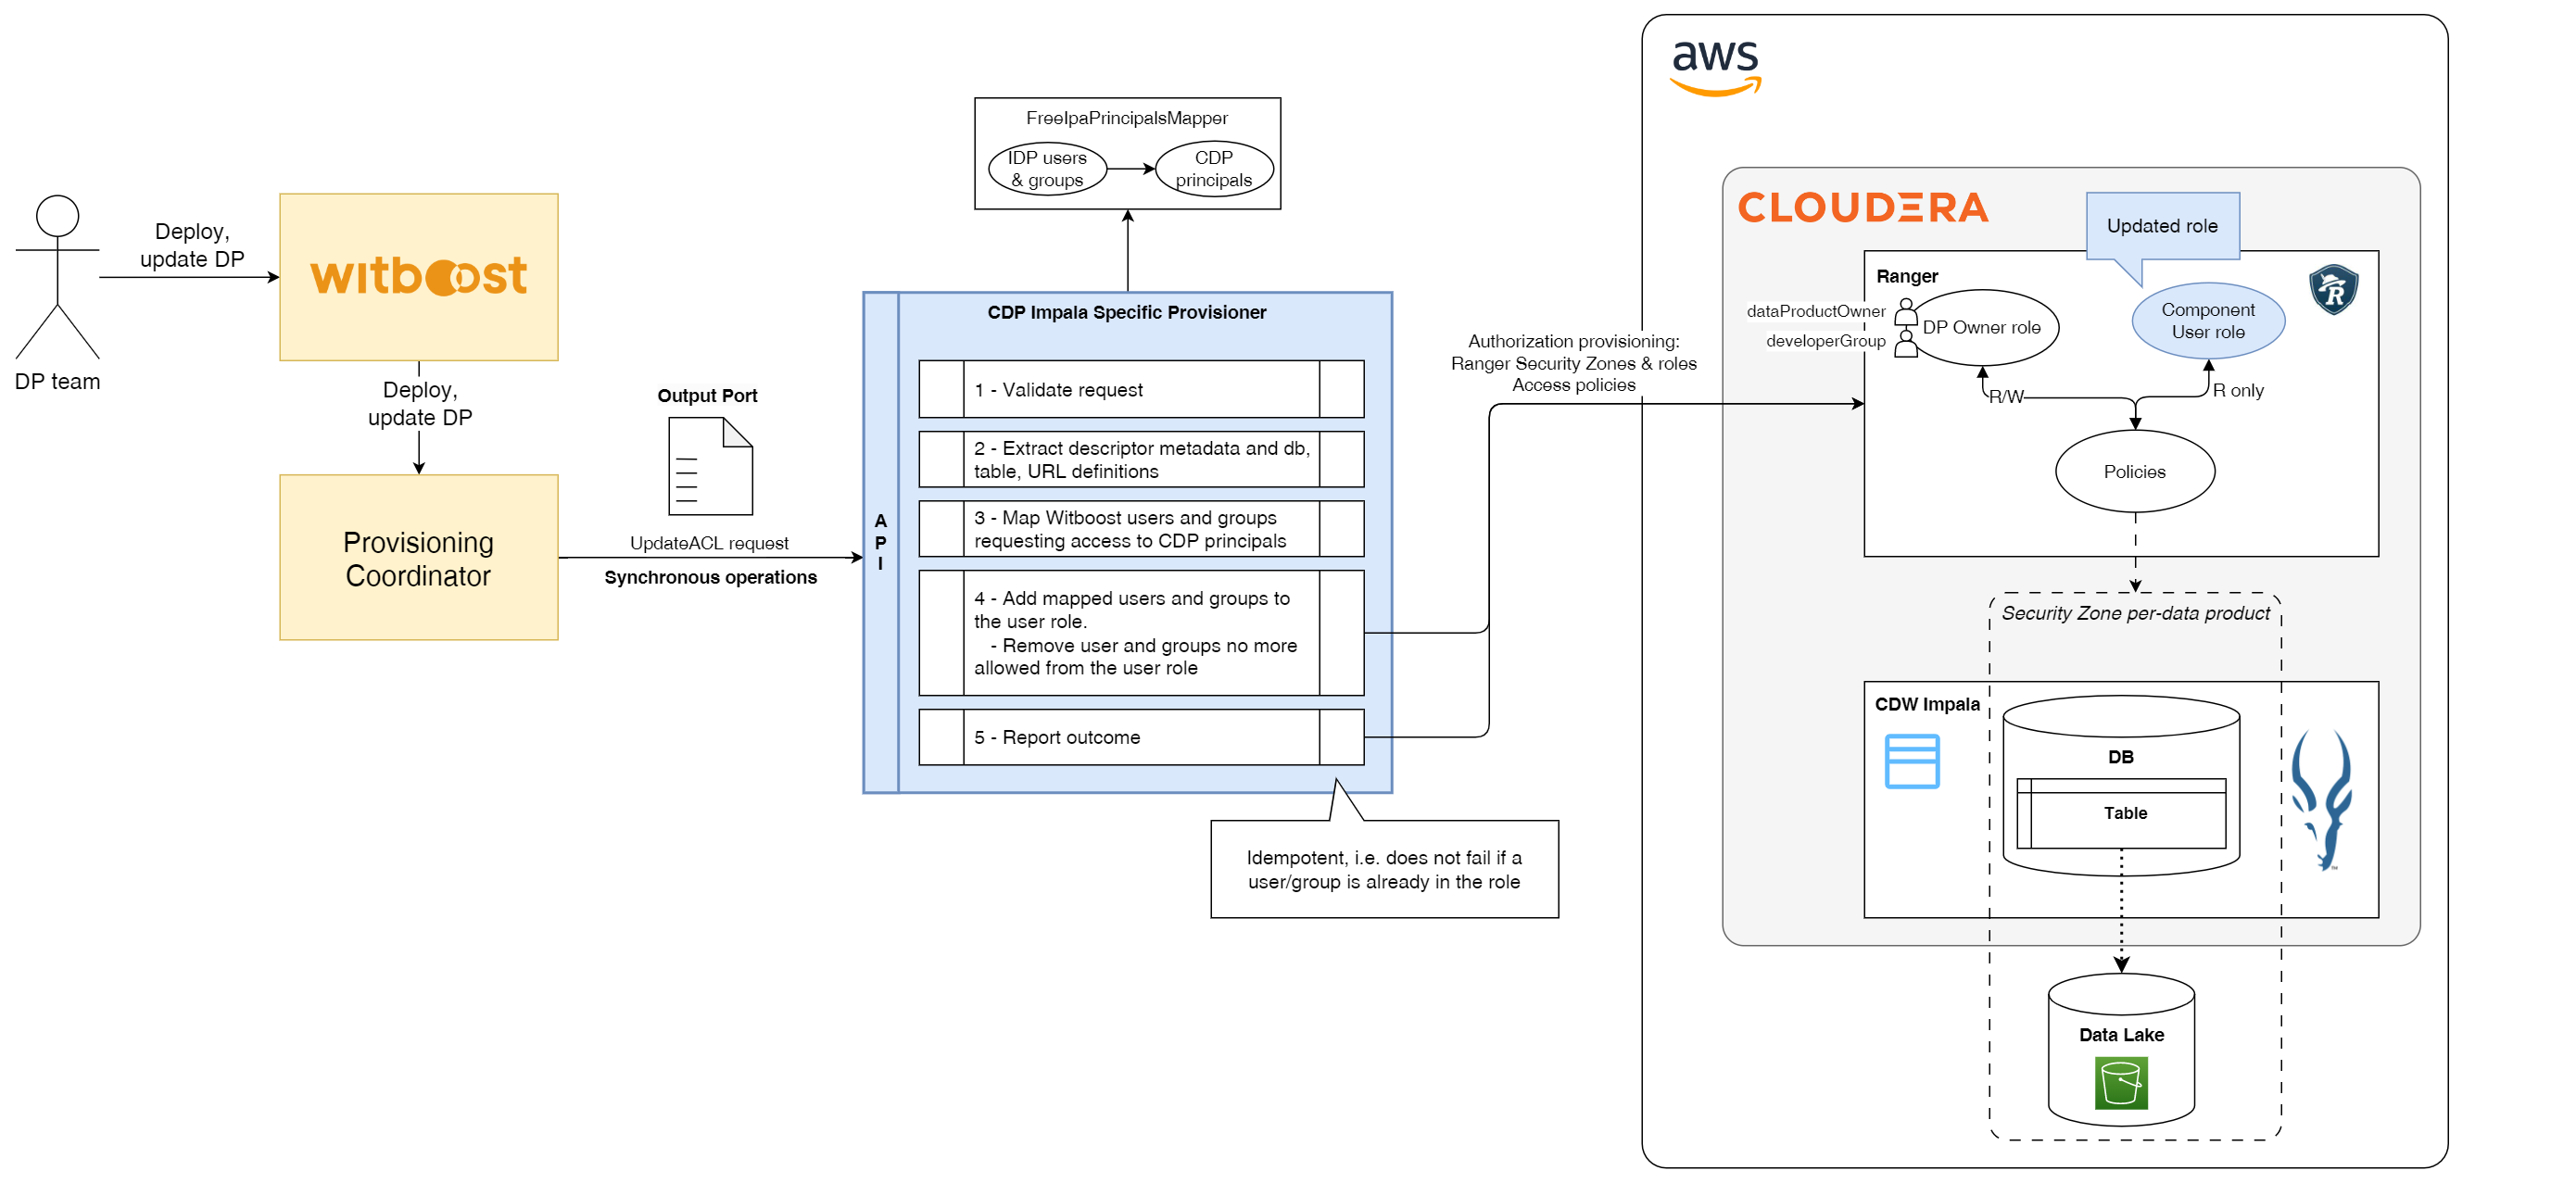 DP team
Deploy,
update DP
witboost
Deploy,
update DP
Provisioning
Coordinator
Output Port
UpdateACL request
Synchronous operations
FreeIpaPrincipalsMapper
IDP users
& groups
CDP
principals
A
P
I
CDP Impala Specific Provisioner
1 - Validate request
2 - Extract descriptor metadata and db,
table, URL definitions
3 - Map Witboost users and groups
requesting access to CDP principals
4 - Add mapped users and groups to
the user role.
- Remove user and groups no more
allowed from the user role
5 - Report outcome
Idempotent, i.e. does not fail if a
user/group is already in the role
Authorization provisioning:
Ranger Security Zones & roles
Access policies
aws
CLOUDERA
Updated role
Ranger
R
dataProductOwner
developerGroup
DP Owner role
Component
User role
R/W
R only
Policies
Security Zone per-data product
CDW Impala
DB
Table
TM
Data Lake